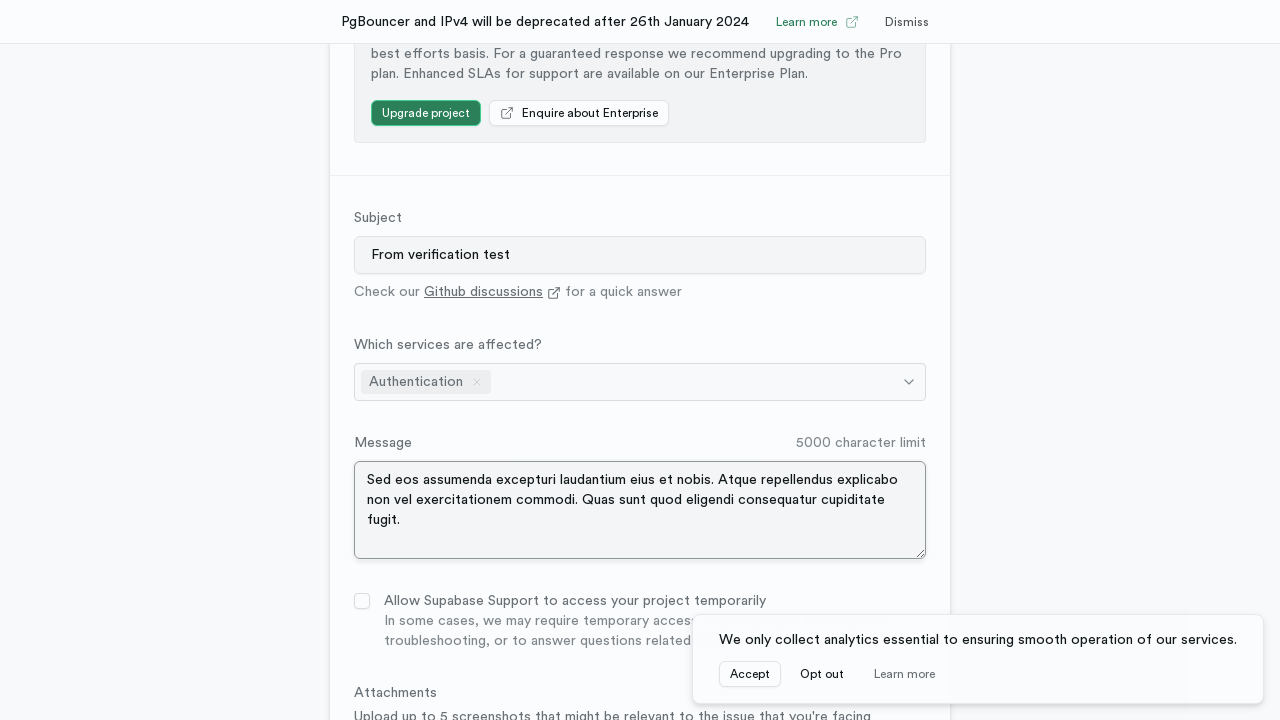 PgBouncer and IPv4 will be deprecated after 26th January 2024
Learn more
Dismiss
best efforts basis. For a guaranteed response we recommend upgrading to the Pro
plan. Enhanced SLAs for support are available on our Enterprise Plan.
Upgrade project
Enquire about Enterprise
Subject
From verification test
Check our Github discussions for a quick answer
Which services are affected?
Authentication
Message
5000 character limit
Sed eos assumenda excepturi laudantium eius et nobis. Atque repellendus explicabo
non vel exercitationem commodi. Quas sunt quod eligendi consequatur cupiditate
fugit.
Allow Supabase Support to access your project temporarily
In some cases, we may require temporary access
troubleshooting, or to answer questions related
Attachments
Upload up to 5 screenshots that might be relevant to the issue that you're facing
We only collect analytics essential to ensuring smooth operation of our services.
Accept
Opt out
Learn more